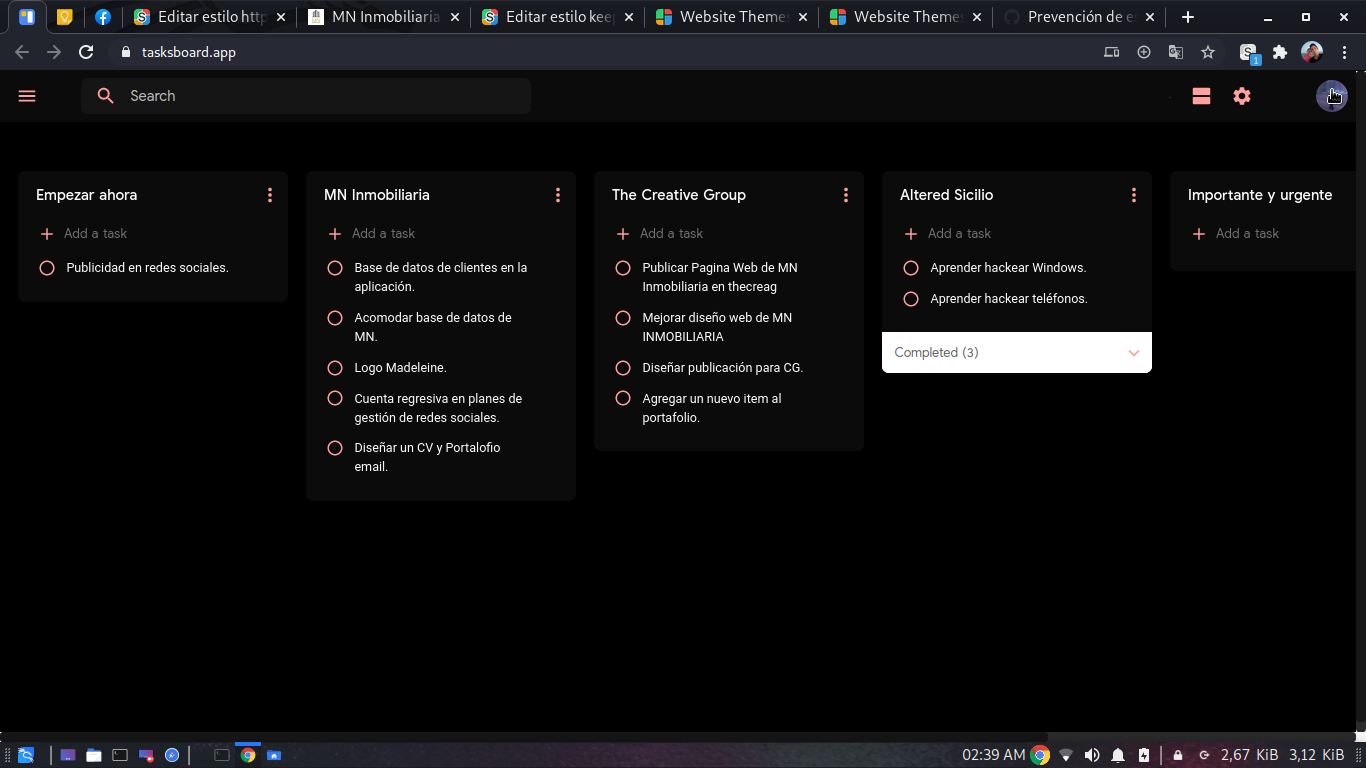 Editar estilo http
MN Inmobiliaria
Editar estilo kee
Website Theme
Website Theme
Prevención de e
tasksboard.app
1
Search
Empezar ahora
Add a task
Publicidad en redes sociales.
MN Inmobiliaria
Add a task
Base de datos de clientes en la
aplicación.
Acomodar base de datos de
MN.
Logo Madeleine.
Cuenta regresiva en planes de
gestión de redes sociales.
Diseñar un CV y Portalofio
email.
The Creative Group
Add a task
Publicar Pagina Web de MN
Inmobiliaria en thecreag
Mejorar diseño web de MN
INMOBILIARIA
Diseñar publicación para CG.
Agregar un nuevo item al
portafolio.
Altered Sicilio
Add a task
Aprender hackear Windows.
Aprender hackear teléfonos.
Completed (3)
Importante y urgente
Add a task
02:39 AM
2,67 KiB 3,12 KiB